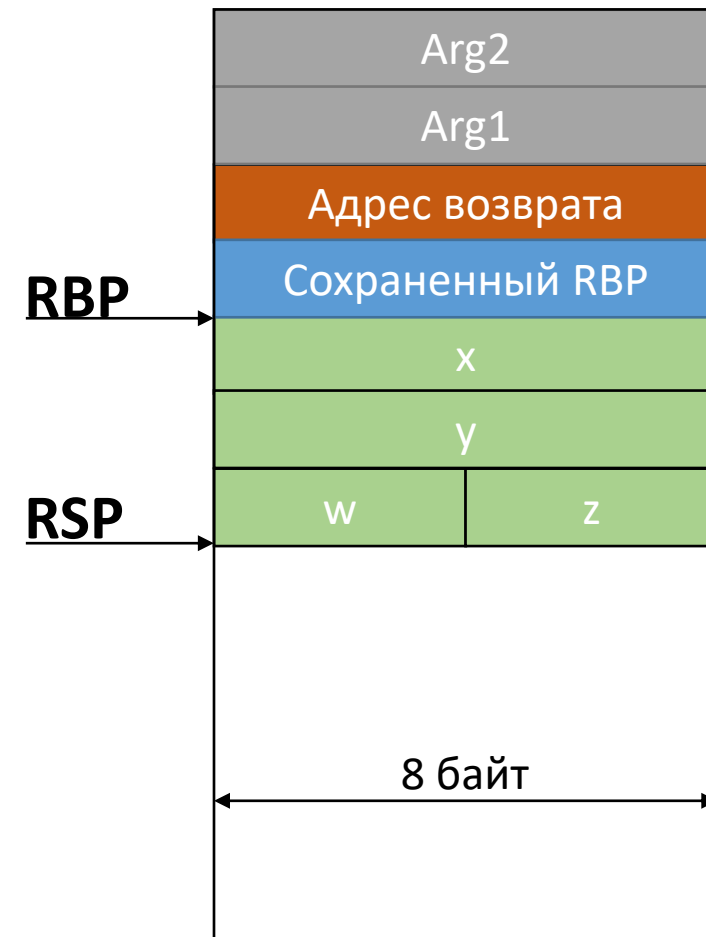 Arg2
Arg1
Адрес возврата
Сохраненный RBP
RBP
x
y
RSP
w
z
8 байт